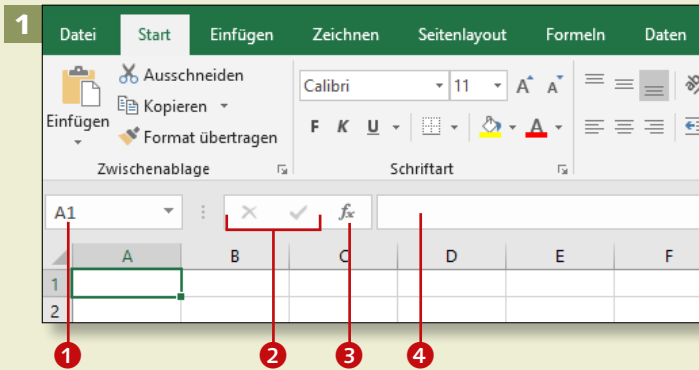 1
Datei Start Einfügen Zeichnen Seitenlayout Formeln Daten
Einfügen
Ausschneiden
Kopieren
Format übertragen
Zwischenablage
Calibri 11 A A
F K U A
Schriftart
A1 fx
A B C D E F
1
2
1 2 3 4